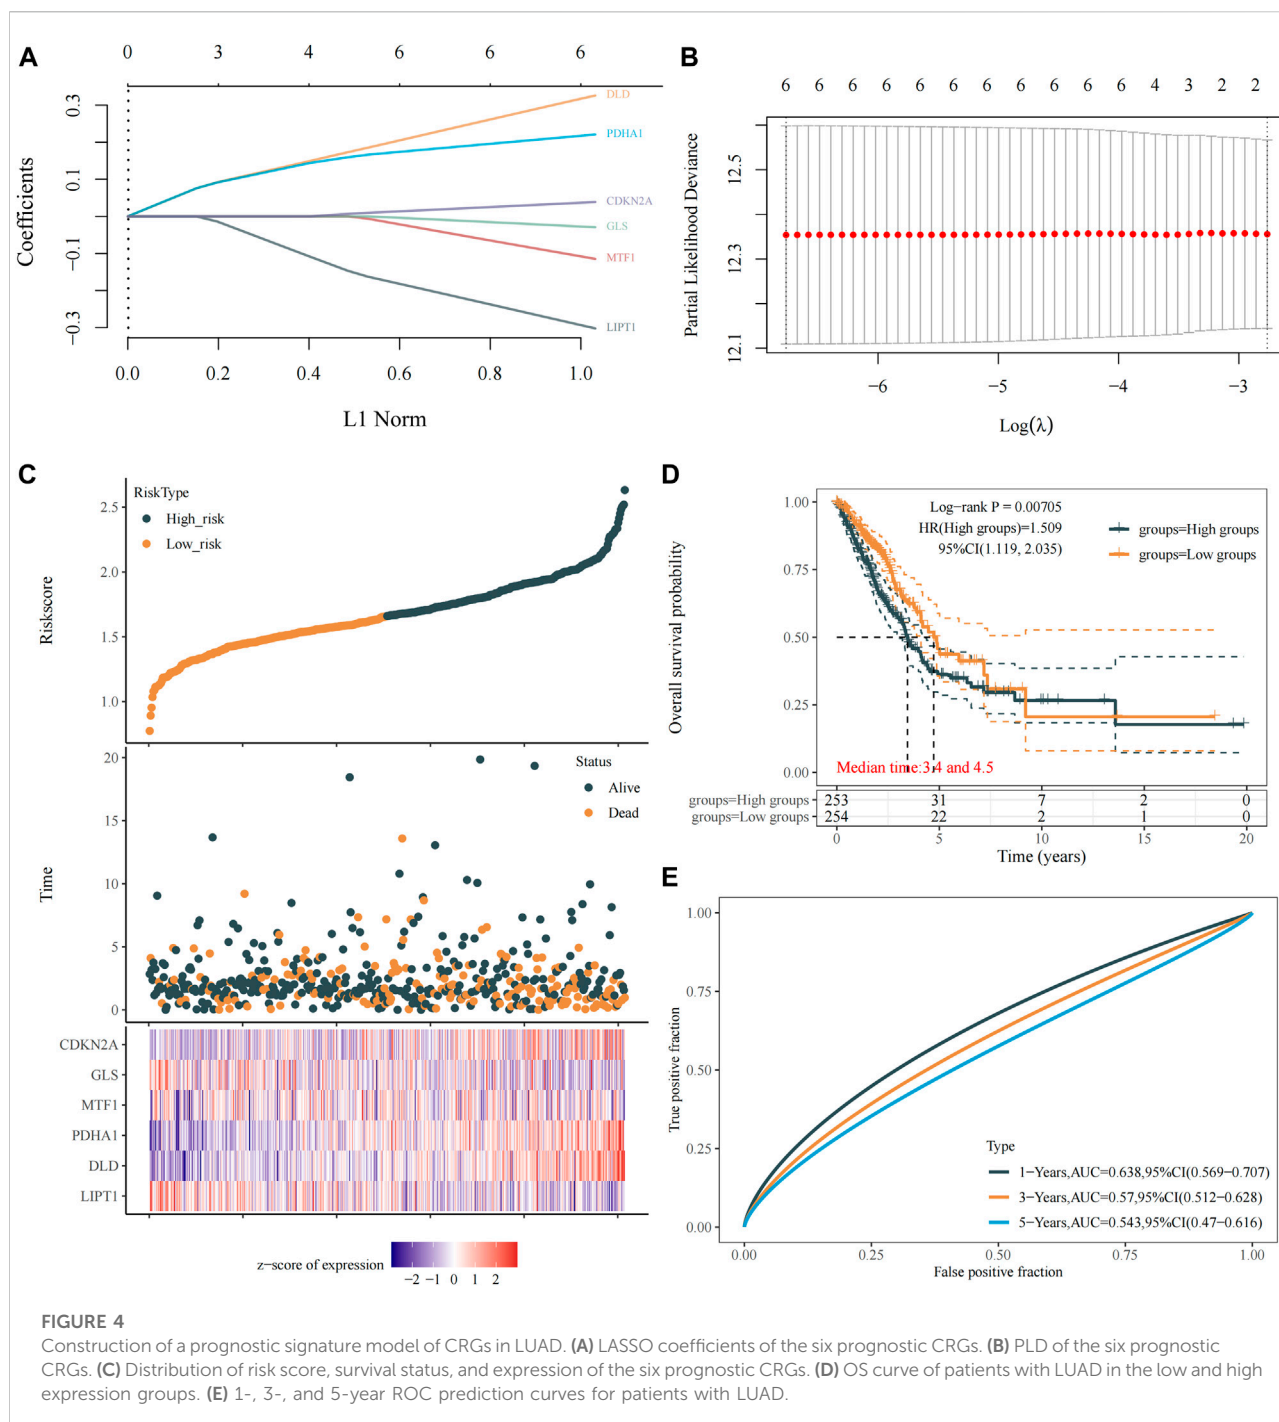 A
0 3 4 6 6 6
0.3
0.1
−0.1
−0.3
Coefficients
DLD
PDHA1
CDKN2A
GLS
MTF1
LIPT1
0.0 0.2 0.4 0.6 0.8 1.0
L1 Norm
B
6 6 6 6 6 6 6 6 6 6 6 4 3 2 2
12.5
12.3
12.1
Partial Likelihood Deviance
−6 −5 −4 −3
Log(λ)
C
RiskType
High_risk
Low_risk
2.5
2.0
1.5
1.0
Riskscore
Status
Alive
Dead
20
15
10
5
0
Time
CDKN2A
GLS
MTF1
PDHA1
DLD
LIPT1
z−score of expression
−2 −1 0 1 2
D
Log−rank P = 0.00705
HR(High groups)=1.509
95%CI(1.119, 2.035)
groups=High groups
groups=Low groups
1.00
0.75
0.50
0.25
0.00
Overall survival probability
Median time:3.4 and 4.5
groups=High groups 253 31 7 2 0
groups=Low groups 254 22 2 1 0
0 5 10 15 20
Time (years)
E
1.00
0.75
0.50
0.25
0.00
True positive fraction
Type
1−Years,AUC=0.638,95%CI(0.569−0.707)
3−Years,AUC=0.57,95%CI(0.512−0.628)
5−Years,AUC=0.543,95%CI(0.47−0.616)
0.00 0.25 0.50 0.75 1.00
False positive fraction
FIGURE 4
Construction of a prognostic signature model of CRGs in LUAD. (A) LASSO coefficients of the six prognostic CRGs. (B) PLD of the six prognostic
CRGs. (C) Distribution of risk score, survival status, and expression of the six prognostic CRGs. (D) OS curve of patients with LUAD in the low and high
expression groups. (E) 1-, 3-, and 5-year ROC prediction curves for patients with LUAD.